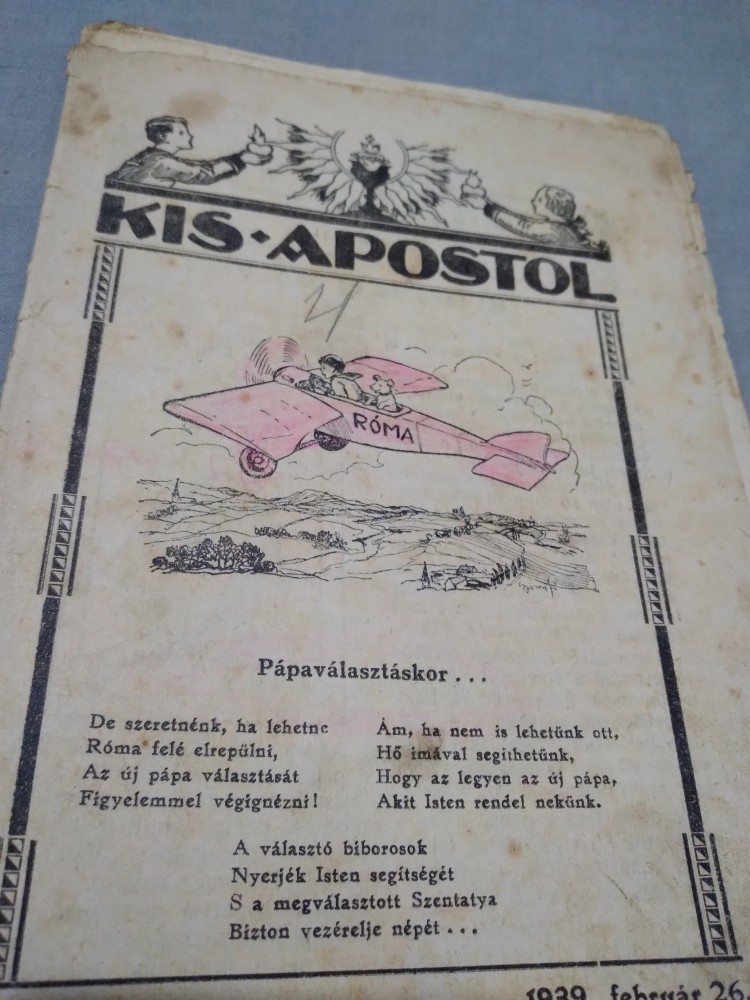 KIS·APOSTOL
RÓMA
Pápaválasztáskor...
De szeretnénk, ha lehetne
Róma felé elrepülni,
Az új pápa választását
Figyelemmel végignézni!
Ám, ha nem is lehetünk ott,
Hő imával segíthetünk,
Hogy az legyen az új pápa,
Akit Isten rendel nekünk.
A választó bíborosok
Nyerjék Isten segítségét
S a megválasztott Szentatya
Bizton vezérelje népét...
1939. február 26.